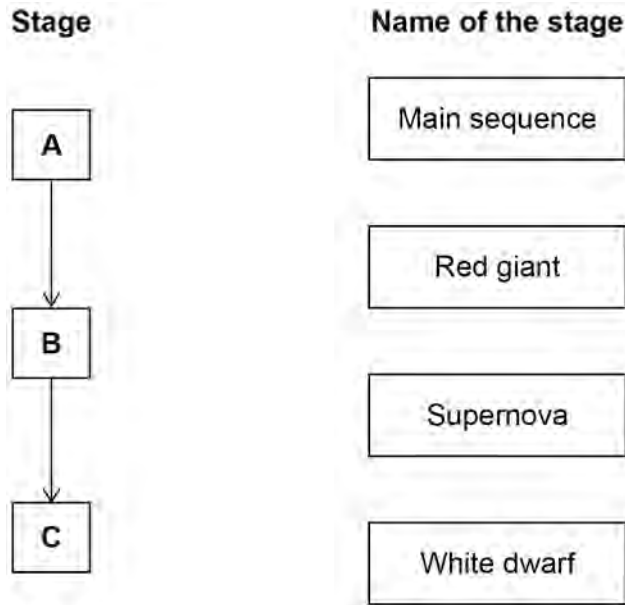 Stage
Name of the stage
A
Main sequence
Red giant
B
Supernova
C
White dwarf